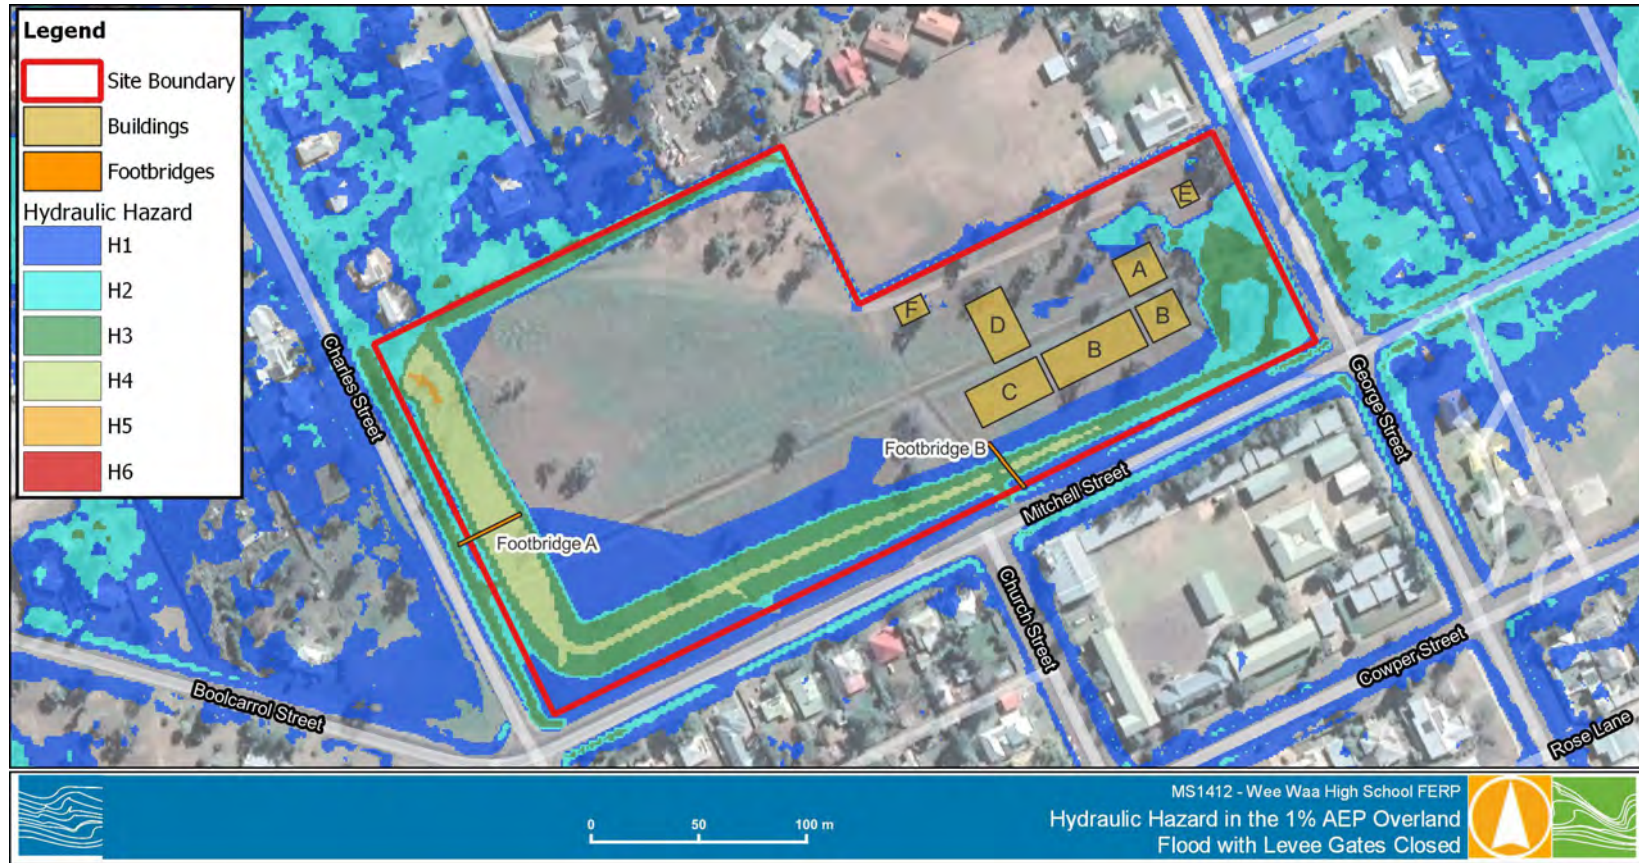 Legend
Site Boundary
Buildings
Footbridges
Hydraulic Hazard
H1
H2
H3
H4
H5
H6
E
A
F
D
B
B
C
Charles Street
George Street
Footbridge B
Mitchell Street
Footbridge A
Church Street
Cowper Street
Boolcarrol Street
Rose Lane
0 50 100 m
MS1412 - Wee Waa High School FERP
Hydraulic Hazard in the 1% AEP Overland
Flood with Levee Gates Closed